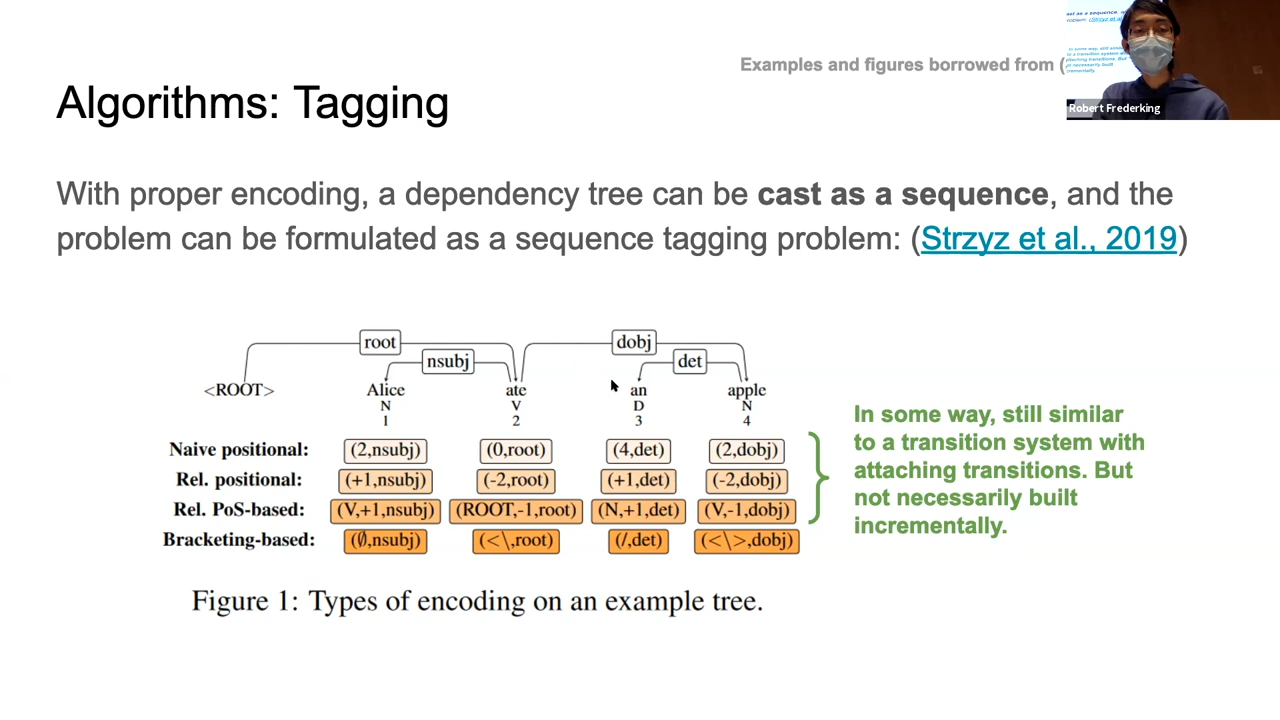 Examples and figures borrowed from (
Robert Frederking
Algorithms: Tagging
With proper encoding, a dependency tree can be cast as a sequence, and the
problem can be formulated as a sequence tagging problem: (Strzyz et al., 2019)
root dobj
nsubj det
<ROOT> Alice ate an apple
N V D N
1 2 3 4
Naive positional: (2,nsubj) (0,root) (4,det) (2,dobj)
Rel. positional: (+1,nsubj) (-2,root) (+1,det) (-2,dobj)
Rel. PoS-based: (V,+1,nsubj) (ROOT,-1,root) (N,+1,det) (V,-1,dobj)
Bracketing-based: (∅,nsubj) (<\,root) (/,det) (<\>,dobj)
In some way, still similar
to a transition system with
attaching transitions. But
not necessarily built
incrementally.
Figure 1: Types of encoding on an example tree.